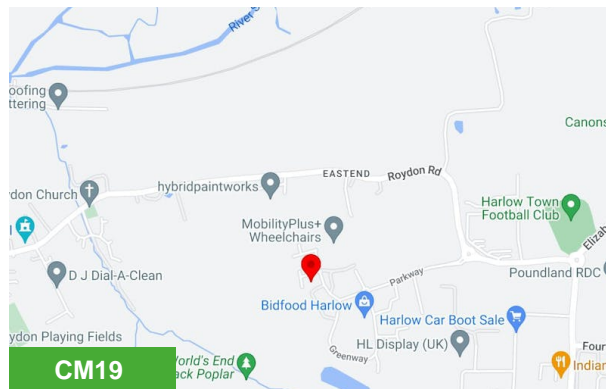 River S
oofing
ttering
Canons
EASTEND
Roydon Rd
hybridpaintworks
ydon Church
Harlow Town
Football Club
MobilityPlus+
Wheelchairs
Elizab
D J Dial-A-Clean
Parkway
Poundland RDC
Bidfood Harlow
Harlow Car Boot Sale
ydon Playing Fields
HL Display (UK)
Four
Greenway
World's End
ack Poplar
Indian
CM19